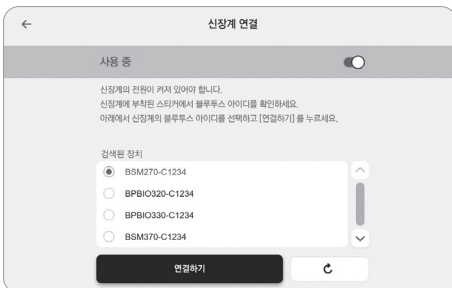 신장계 연결
사용 중
신장계의 전원이 켜져 있어야 합니다.
신장계에 부착된 스티커에서 블루투스 아이디를 확인하세요.
아래에서 신장계의 블루투스 아이디를 선택하고 [연결하기] 를 누르세요.
검색된 장치
BSM270-C1234
BPBIO320-C1234
BPBIO330-C1234
BSM370-C1234
연결하기